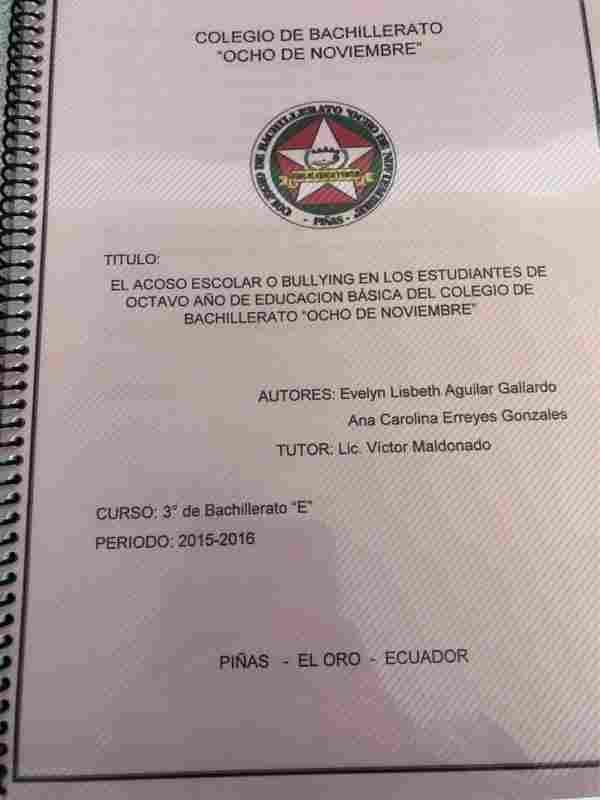 COLEGIO DE BACHILLERATO
"OCHO DE NOVIEMBRE"
COLEGIO DE BACHILLERATO "OCHO DE NOVIEMBRE"
- PIÑAS -
TITULO:
EL ACOSO ESCOLAR O BULLYING EN LOS ESTUDIANTES DE
OCTAVO AÑO DE EDUCACION BÁSICA DEL COLEGIO DE
BACHILLERATO "OCHO DE NOVIEMBRE"
AUTORES: Evelyn Lisbeth Aguilar Gallardo
Ana Carolina Erreyes Gonzales
TUTOR: Lic. Víctor Maldonado
CURSO: 3° de Bachillerato "E"
PERIODO: 2015-2016
PIÑAS - EL ORO - ECUADOR